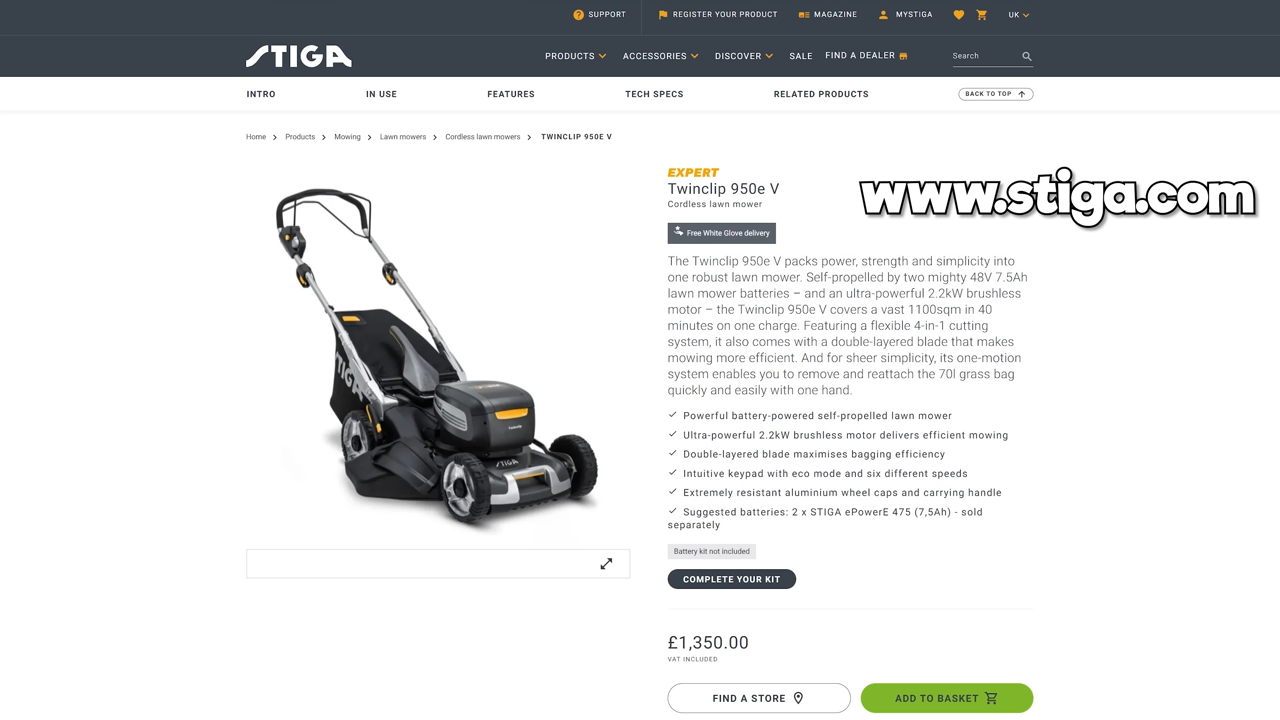 SUPPORT
REGISTER YOUR PRODUCT
MAGAZINE
MYSTIGA
UK
STIGA
PRODUCTS
ACCESSORIES
DISCOVER
SALE
FIND A DEALER
Search
INTRO
IN USE
FEATURES
TECH SPECS
RELATED PRODUCTS
BACK TO TOP
Home > Products > Mowing > Lawn mowers > Cordless lawn mowers > TWINCLIP 950E V
EXPERT
Twinclip 950e V
Cordless lawn mower
www.stiga.com
Free White Glove delivery
The Twinclip 950e V packs power, strength and simplicity into
one robust lawn mower. Self-propelled by two mighty 48V 7.5Ah
lawn mower batteries – and an ultra-powerful 2.2kW brushless
motor – the Twinclip 950e V covers a vast 1100sqm in 40
minutes on one charge. Featuring a flexible 4-in-1 cutting
system, it also comes with a double-layered blade that makes
mowing more efficient. And for sheer simplicity, its one-motion
system enables you to remove and reattach the 70l grass bag
quickly and easily with one hand.
Powerful battery-powered self-propelled lawn mower
Ultra-powerful 2.2kW brushless motor delivers efficient mowing
Double-layered blade maximises bagging efficiency
Intuitive keypad with eco mode and six different speeds
Extremely resistant aluminium wheel caps and carrying handle
Suggested batteries: 2 x STIGA ePowerE 475 (7,5Ah) - sold
separately
Battery kit not included
COMPLETE YOUR KIT
£1,350.00
VAT INCLUDED
FIND A STORE
ADD TO BASKET
STIGA
Twinclip
STIGA